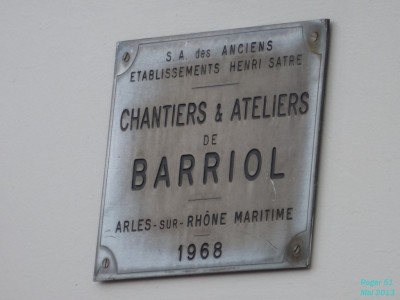 S.A. des ANCIENS
ETABLISSEMENTS HENRI SATRE
CHANTIERS & ATELIERS
DE
BARRIOL
ARLES-SUR-RHÔNE MARITIME
1968